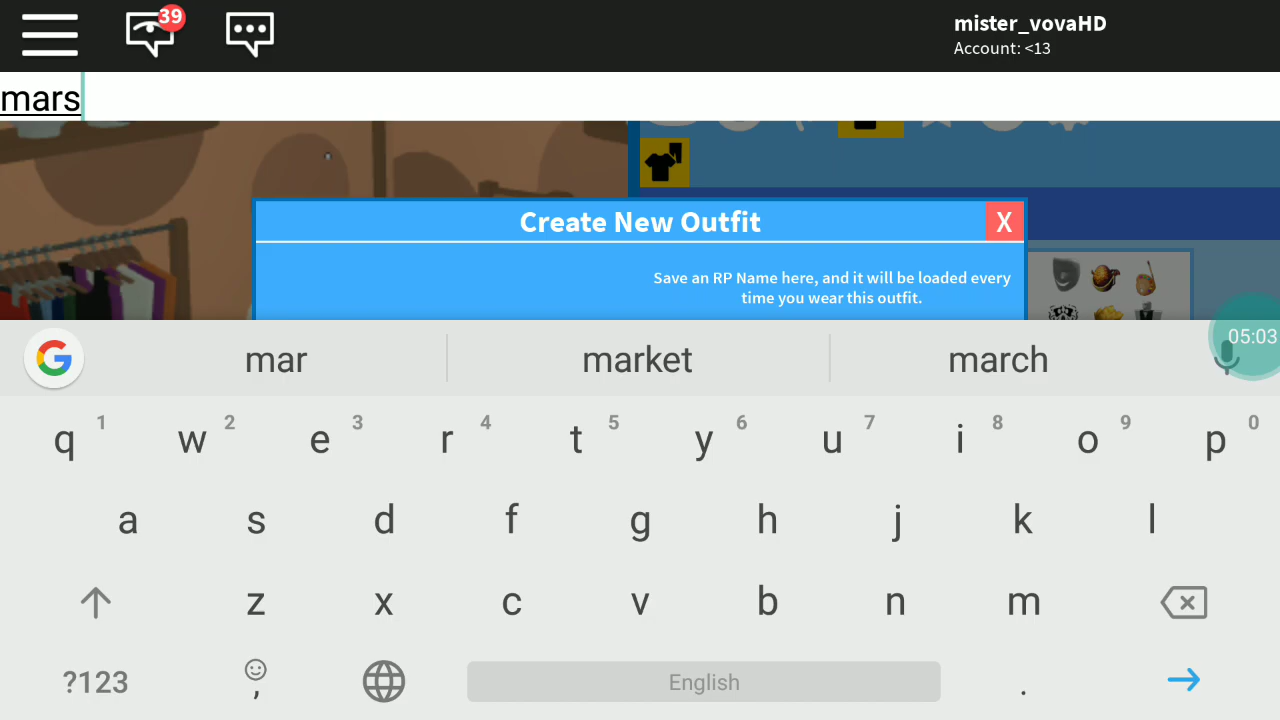 39
mister_vovaHD
Account: <13
mars
Create New Outfit
X
Save an RP Name here, and it will be loaded every
time you wear this outfit.
05:03
mar market march
q 1 w 2 e 3 r 4 t 5 y 6 u 7 i 8 o 9 p 0
a s d f g h j k l
z x c v b n m
?123 , English .